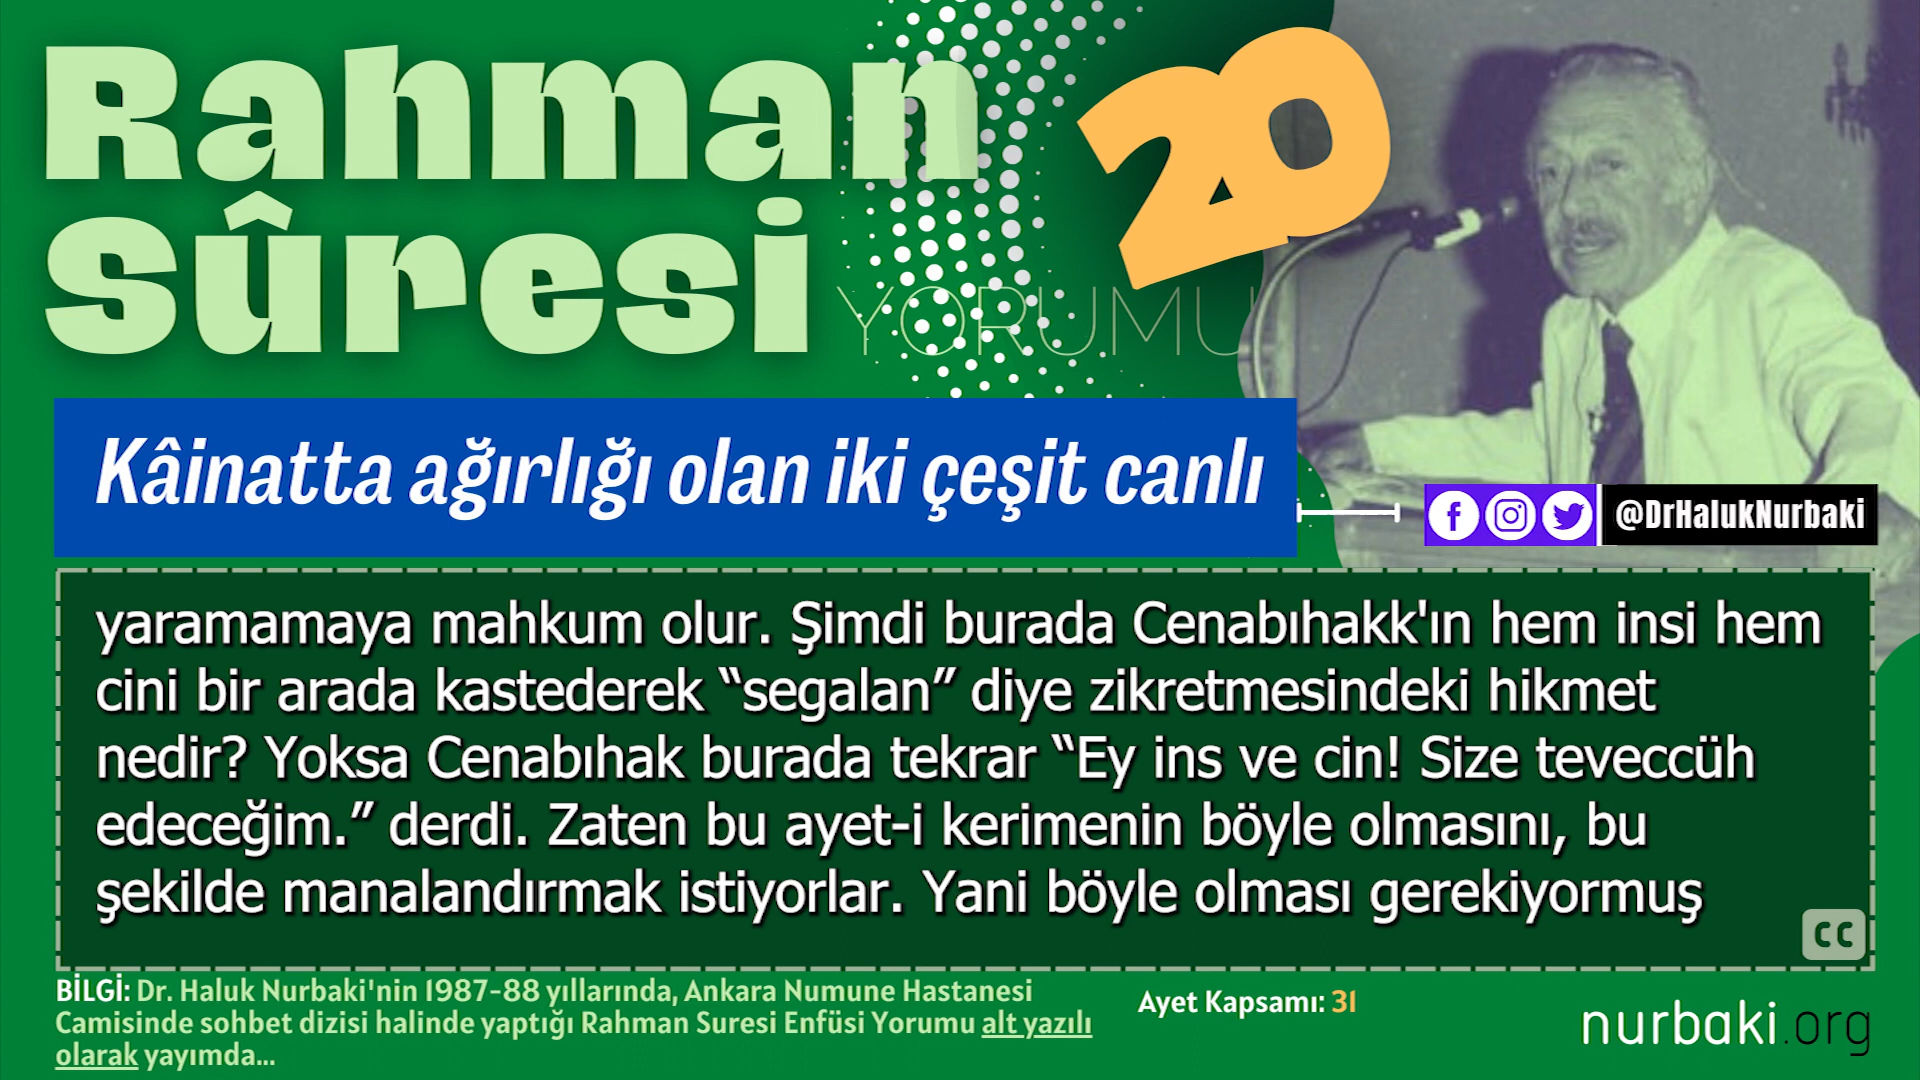 Rahman
Sûresi
20
YORUMU
Kâinatta ağırlığı olan iki çeşit canlı
@DrHalukNurbaki
yaramamaya mahkum olur. Şimdi burada Cenabıhakk'ın hem insi hem
cini bir arada kastederek “segalan” diye zikretmesindeki hikmet
nedir? Yoksa Cenabıhak burada tekrar “Ey ins ve cin! Size teveccüh
edeceğim.” derdi. Zaten bu ayet-i kerimenin böyle olmasını, bu
şekilde manalandırmak istiyorlar. Yani böyle olması gerekiyormuş
CC
BİLGİ: Dr. Haluk Nurbaki'nin 1987-88 yıllarında, Ankara Numune Hastanesi
Camisinde sohbet dizisi halinde yaptığı Rahman Suresi Enfüsi Yorumu alt yazılı
olarak yayımda...
Ayet Kapsamı: 31
nurbaki.org